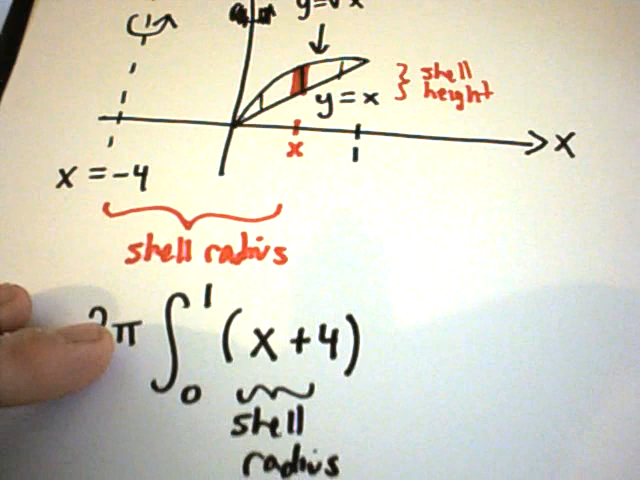 y=√x
} shell
height
y=x
x
1
X
x = -4
shell radius
2π ∫₀¹ (x+4)
shell
radius